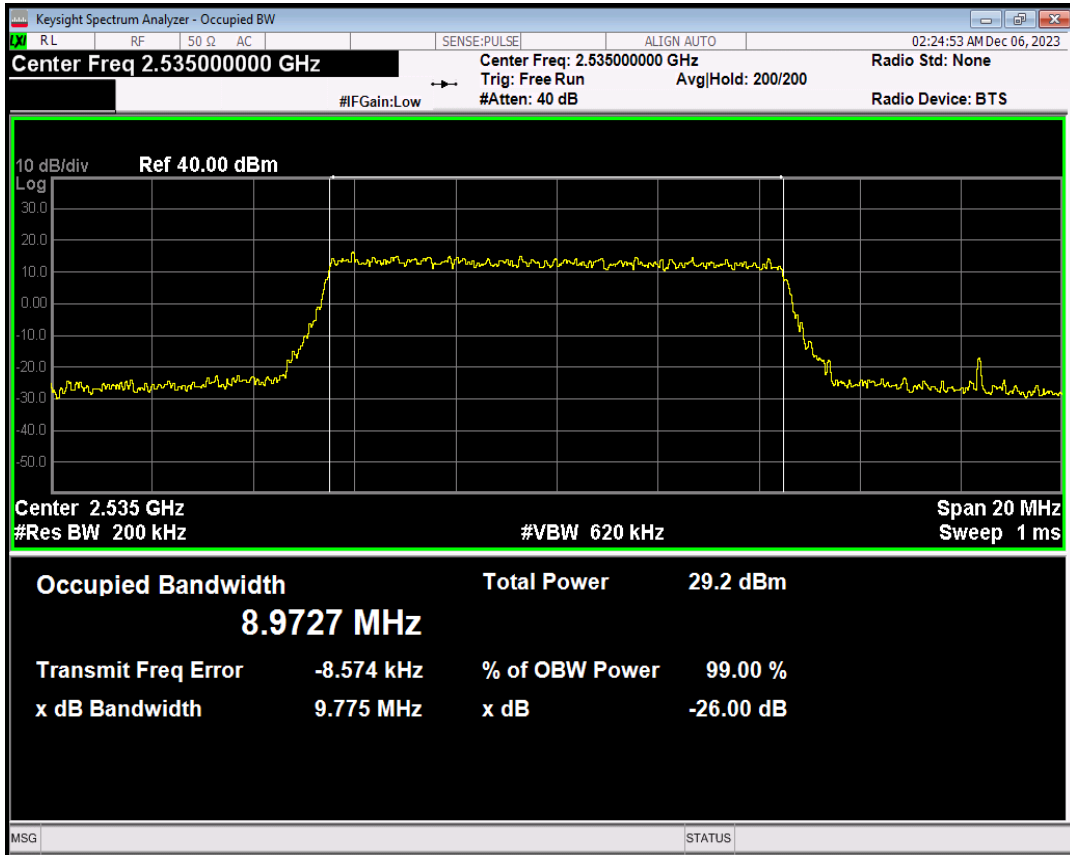 Keysight Spectrum Analyzer - Occupied BW
LXI RL RF 50 Ω AC SENSE:PULSE ALIGN AUTO 02:24:53 AM Dec 06, 2023
Center Freq 2.535000000 GHz Center Freq: 2.535000000 GHz Radio Std: None
Trig: Free Run Avg|Hold: 200/200
#IFGain:Low #Atten: 40 dB Radio Device: BTS
10 dB/div Ref 40.00 dBm
Log
30.0
20.0
10.0
0.00
-10.0
-20.0
-30.0
-40.0
-50.0
Center 2.535 GHz Span 20 MHz
#Res BW 200 kHz #VBW 620 kHz Sweep 1 ms
Occupied Bandwidth Total Power 29.2 dBm
8.9727 MHz
Transmit Freq Error -8.574 kHz % of OBW Power 99.00 %
x dB Bandwidth 9.775 MHz x dB -26.00 dB
MSG STATUS